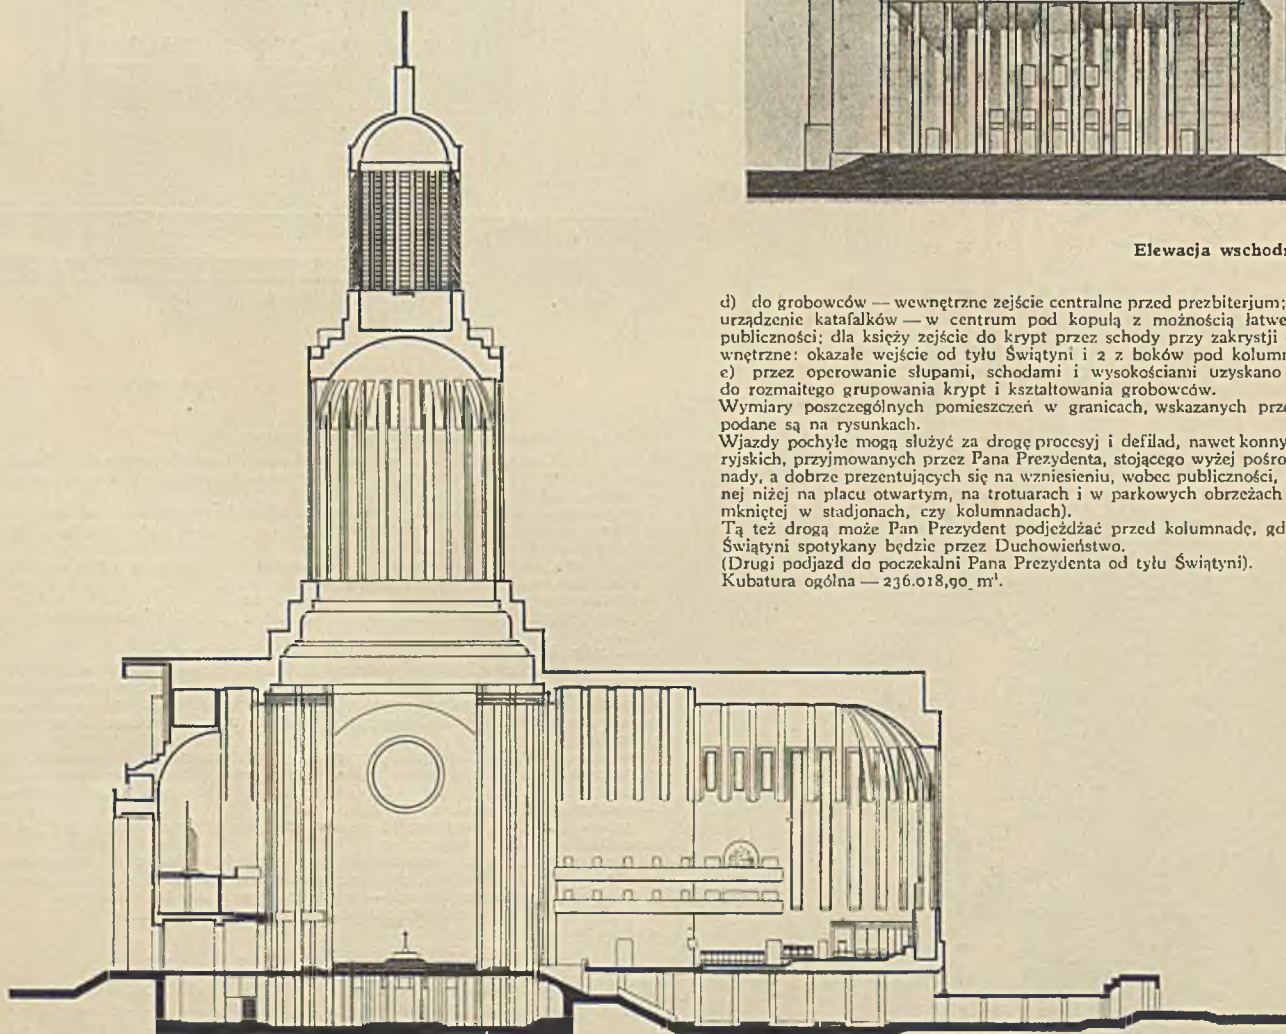 Elewacja wschod
d) do grobowców — wewnętrzne zejście centralne przed prezbiterjum;
urządzenie katafalków — w centrum pod kopułą z możnością łatwe
publiczności; dla księży zejście do krypt przez schody przy zakrystji
wnętrzne: okazałe wejście od tyłu Świątyni i 2 z boków pod kolum
e) przez operowanie słupami, schodami i wysokościami uzyskano
do rozmaitego grupowania krypt i kształtowania grobowców.
Wymiary poszczególnych pomieszczeń w granicach, wskazanych prz
podane są na rysunkach.
Wjazdy pochyłe mogą służyć za drogę procesyj i defilad, nawet konny
ryjskich, przyjmowanych przez Pana Prezydenta, stojącego wyżej pośro
nady, a dobrze prezentujących się na wzniesieniu, wobec publiczności,
nej niżej na placu otwartym, na trotuarach i w parkowych obrzeżach
mkniętej w stadjonach, czy kolumnadach).
Tą też drogą może Pan Prezydent podjeżdżać przed kolumnadę, gd
Świątyni spotykany będzie przez Duchowieństwo.
(Drugi podjazd do poczekalni Pana Prezydenta od tyłu Świątyni).
Kubatura ogólna — 236.018,90 m³.